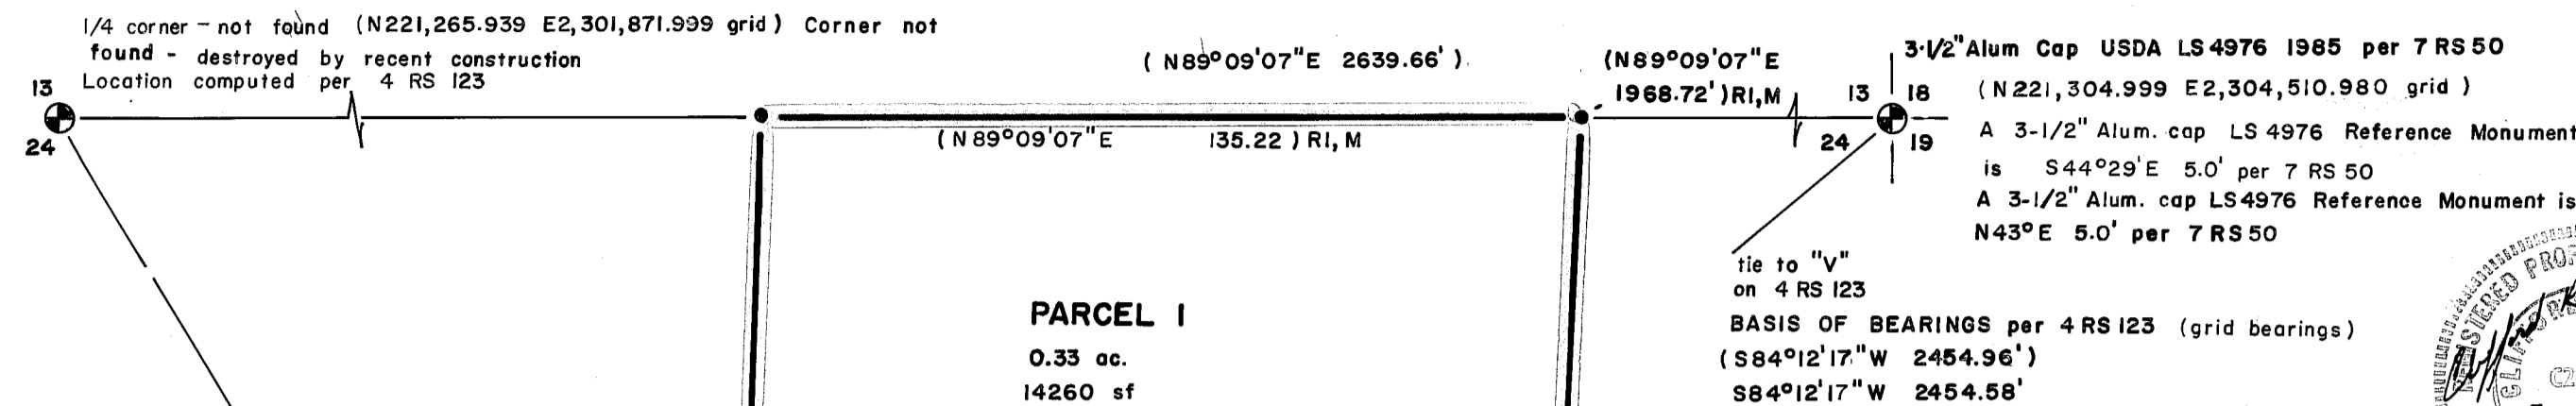 1/4 corner - not found (N221,265.939 E2,301,871.999 grid) Corner not
found - destroyed by recent construction
Location computed per 4 RS 123
13
24
(N89°09'07"E 2639.66')
(N89°09'07"E 135.22) R1, M
(N89°09'07"E
1968.72')R1,M
13 18
24 19
3-1/2" Alum Cap USDA LS 4976 1985 per 7 RS 50
(N221,304.999 E2,304,510.980 grid)
A 3-1/2" Alum. cap LS 4976 Reference Monument
is S44°29'E 5.0' per 7 RS 50
A 3-1/2" Alum. cap LS4976 Reference Monument is
N43°E 5.0' per 7 RS 50
tie to "V"
on 4 RS 123
BASIS OF BEARINGS per 4 RS 123 (grid bearings)
(S84°12'17"W 2454.96')
S84°12'17"W 2454.58'
PARCEL 1
0.33 ac.
14260 sf